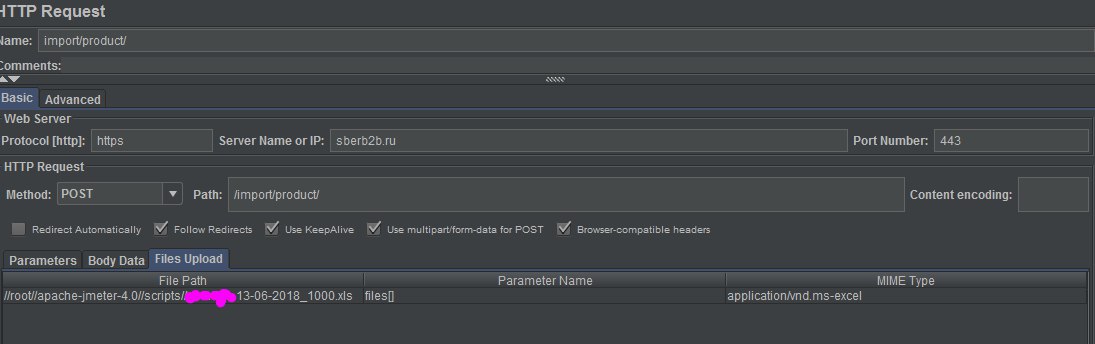 HTTP Request
Name: import/product/
Comments:
Basic Advanced
Web Server
Protocol [http]: https Server Name or IP: sberb2b.ru Port Number: 443
HTTP Request
Method: POST Path: /import/product/ Content encoding:
Redirect Automatically Follow Redirects Use KeepAlive Use multipart/form-data for POST Browser-compatible headers
Parameters Body Data Files Upload
File Path Parameter Name MIME Type
//root//apache-jmeter-4.0//scripts// 13-06-2018_1000.xls files[] application/vnd.ms-excel